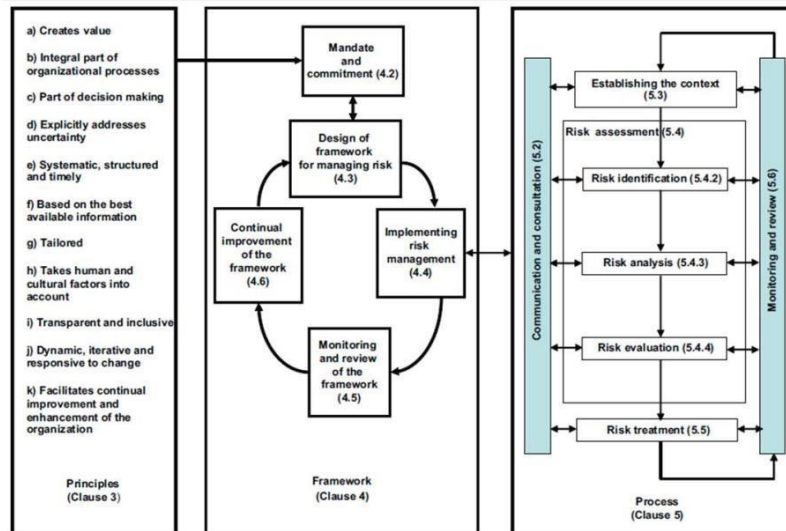 a) Creates value
b) Integral part of
organizational processes
c) Part of decision making
d) Explicitly addresses
uncertainty
e) Systematic, structured
and timely
f) Based on the best
available information
g) Tailored
h) Takes human and
cultural factors into
account
i) Transparent and inclusive
j) Dynamic, iterative and
responsive to change
k) Facilitates continual
improvement and
enhancement of the
organization
Principles
(Clause 3)
Mandate
and
commitment (4.2)
Design of
framework
for managing risk
(4.3)
Continual
improvement
of the
framework
(4.6)
Implementing
risk
management
(4.4)
Monitoring
and review
of the
framework
(4.5)
Framework
(Clause 4)
Communication and consultation (5.2)
Establishing the context
(5.3)
Risk assessment (5.4)
Risk identification (5.4.2)
Risk analysis (5.4.3)
Risk evaluation (5.4.4)
Risk treatment (5.5)
Monitoring and review (5.6)
Process
(Clause 5)